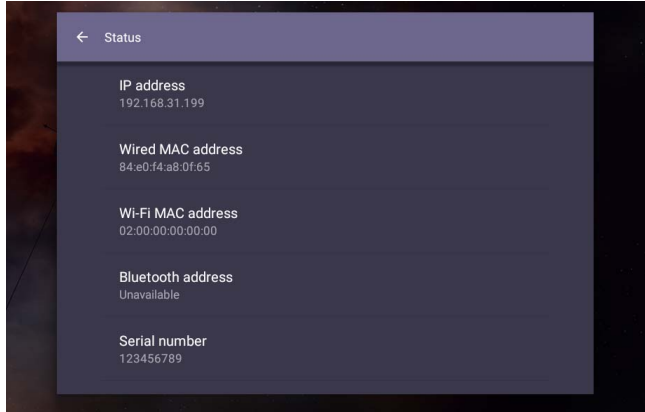 Status
IP address
192.168.31.199
Wired MAC address
84:e0:f4:a8:0f:65
Wi-Fi MAC address
02:00:00:00:00:00
Bluetooth address
Unavailable
Serial number
123456789